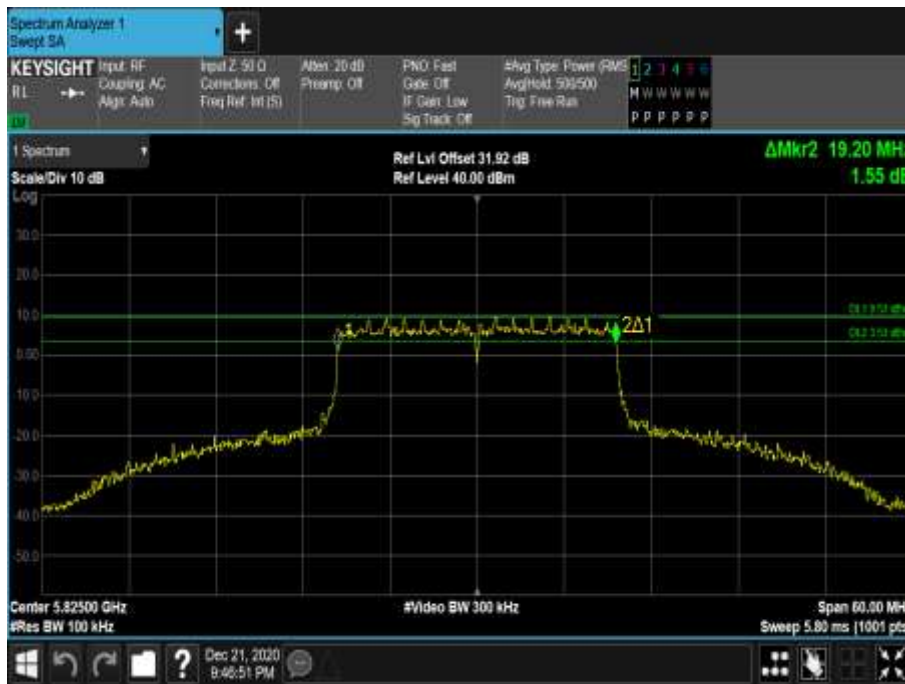 Spectrum Analyzer 1
Swept SA
+
KEYSIGHT Input: RF Input Z: 50 Ω Atten: 20 dB PNO: Fast #Avg Type: Power (RMS 1 2 3 4 5 6
RL Coupling: AC Corrections: Off Preamp: Off Gate: Off Avg|Hold: 500/500 M W W W W W
Align: Auto Freq Ref: Int (S) IF Gain: Low Trig: Free Run P P P P P P
Sig Track: Off
1 Spectrum
Ref Lvl Offset 31.92 dB
ΔMkr2 19.20 MH
Scale/Div 10 dB
Ref Level 40.00 dBm
1.55 d
Log
30.0
20.0
10.0
0.00
-10.0
-20.0
-30.0
-40.0
-50.0
2Δ1
Center 5.82500 GHz
#Video BW 300 kHz
Span 60.00 MH
#Res BW 100 kHz
Sweep 5.80 ms (1001 pts
?
Dec 21, 2020
9:46:51 PM